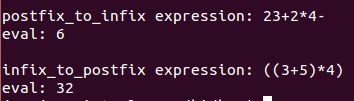 postfix_to_infix expression: 23+2*4-
eval: 6
infix_to_postfix expression: ((3+5)*4)
eval: 32